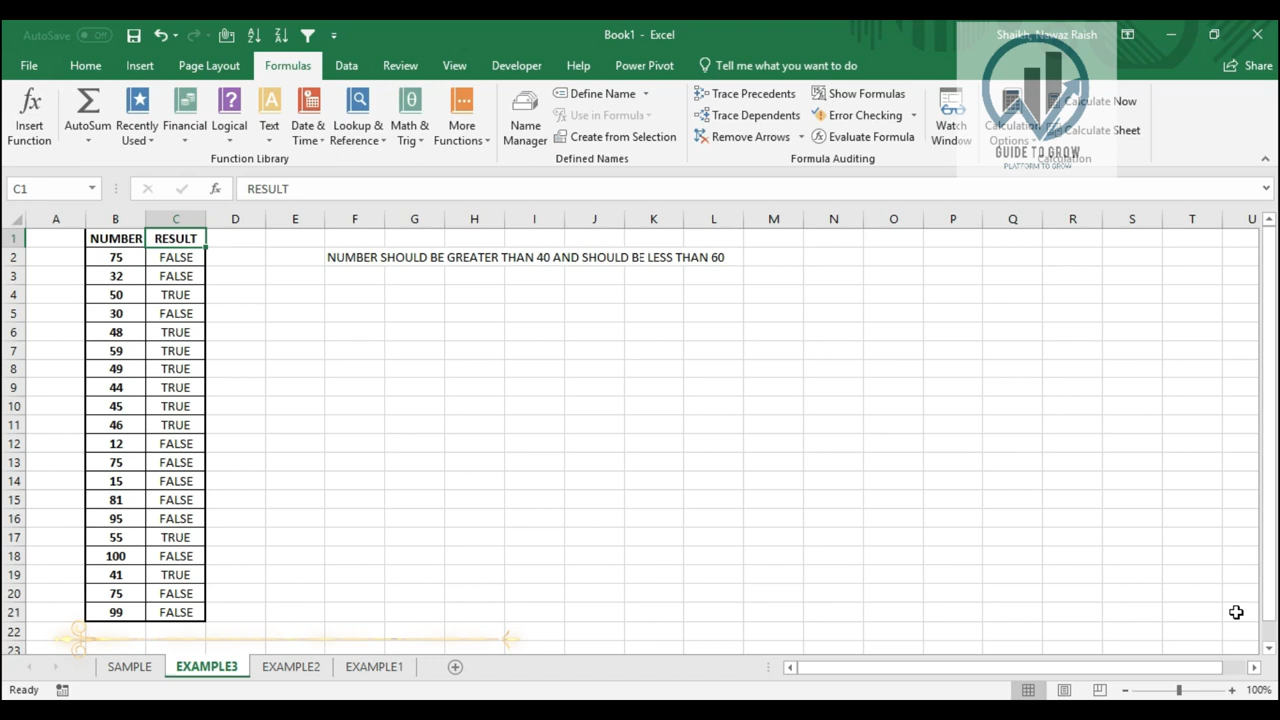 AutoSave Off Book1 - Excel Shaikh, Nawaz Raish
File Home Insert Page Layout Formulas Data Review View Developer Help Power Pivot Tell me what you want to do Share
Insert Function
AutoSum
Recently Used
Financial
Logical
Text
Date & Time
Lookup & Reference
Math & Trig
More Functions
Function Library
Name Manager
Define Name
Use in Formula
Create from Selection
Defined Names
Trace Precedents
Trace Dependents
Remove Arrows
Show Formulas
Error Checking
Evaluate Formula
Formula Auditing
Watch Window
Calculation Options
Calculate Now
Calculate Sheet
Calculation
GUIDE TO GROW
PLATFORM TO GROW
C1 fx RESULT
A B C D E F G H I J K L M N O P Q R S T U
1 NUMBER RESULT
2 75 FALSE NUMBER SHOULD BE GREATER THAN 40 AND SHOULD BE LESS THAN 60
3 32 FALSE
4 50 TRUE
5 30 FALSE
6 48 TRUE
7 59 TRUE
8 49 TRUE
9 44 TRUE
10 45 TRUE
11 46 TRUE
12 12 FALSE
13 75 FALSE
14 15 FALSE
15 81 FALSE
16 95 FALSE
17 55 TRUE
18 100 FALSE
19 41 TRUE
20 75 FALSE
21 99 FALSE
22
23
SAMPLE EXAMPLE3 EXAMPLE2 EXAMPLE1
Ready 100%